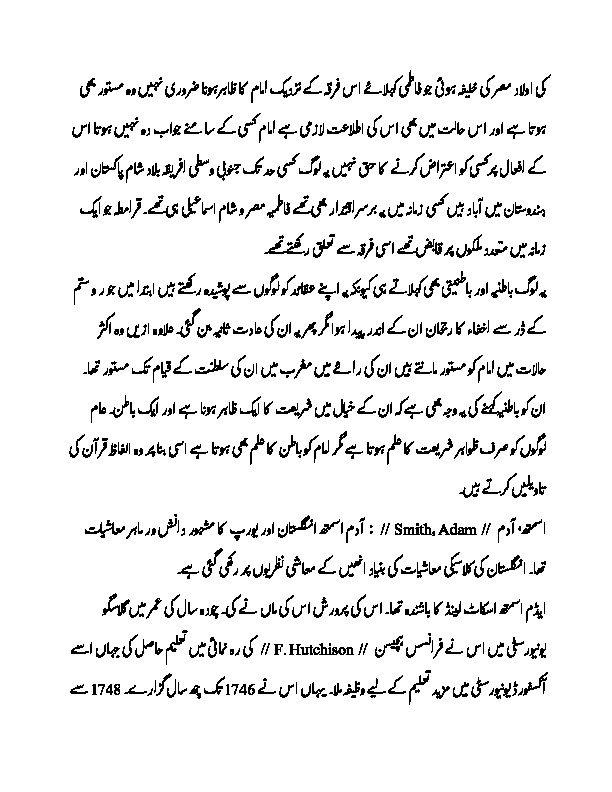 کی اولاد مصر کی خلیفہ ہوئی جو فاطمی کہلائے اس فرقہ کے نزدیک امام کا ظاہر ہونا ضروری نہیں وہ مستور بھی
ہوتا ہے اور اس حالت میں بھی اس کی اطلاعت لازمی ہے امام کسی کے سامنے جواب دہ نہیں ہوتا اس
کے افعال پر کسی کو اعتراض کرنے کا حق نہیں یہ لوگ کسی حد تک جنوبی وسطی افریقہ بلاد شام پاکستان اور
ہندوستان میں آباد ہیں کسی زمانہ میں یہ برسراقتدار بھی تھے فاطمیہ مصر و شام اسماعیلی ہی تھے۔ قرامطہ جو ایک
زمانہ میں متعدد ملکوں پر قابض تھے اسی فرقہ سے تعلق رکھتے تھے۔
یہ لوگ باطنیہ اور باطنیتی بھی کہلاتے ہی کیونکہ یہ اپنے عقائد کو لوگوں سے پوشیدہ رکھتے ہیں ابتدا میں جور و ستم
کے ڈر سے اخفاء کا رجحان ان کے اندر پیدا ہوا مگر پھر یہ ان کی عادت ثانیہ بن گئی۔ علاوہ ازیں وہ اکثر
حالات میں امام کو مستور مانتے ہیں ان کی رائے میں مغرب میں ان کی سلطنت کے قیام تک مستور تھا۔
ان کو باطنیہ کہنے کی یہ وجہ بھی ہے کہ ان کے خیال میں شریعت کا ایک ظاہر ہونا ہے اور ایک باطن۔ عام
لوگوں کو صرف ظواہر شریعت کا علم ہوتا ہے مگر امام کو باطن کا علم بھی ہوتا ہے اسی بنا پر وہ الفاظ قرآن کی
تاویلیں کرتے ہیں۔
اسمتھ، آدم // Smith, Adam // : آدم اسمتھ انگلستان اور یورپ کا مشہور دانش ور ماہر معاشیات
تھا۔ انگلستان کی کلاسیکی معاشیات کی بنیاد انھیں کے معاشی نظریوں پر رکھی گئی ہے۔
ایڈم اسمتھ اسکاٹ لینڈ کا باشندہ تھا۔ اس کی پرورش اس کی ماں نے کی۔ چودہ سال کی عمر میں گلاسگو
یونیورسٹی میں اس نے فرانسس ہچیسن // F. Hutchison // کی رہ نمائی میں تعلیم حاصل کی جہاں اسے
آکسفورڈ یونیورسٹی میں مزید تعلیم کے لیے وظیفہ ملا۔ یہاں اس نے 1746 تک چھ سال گزارے۔ 1748 سے